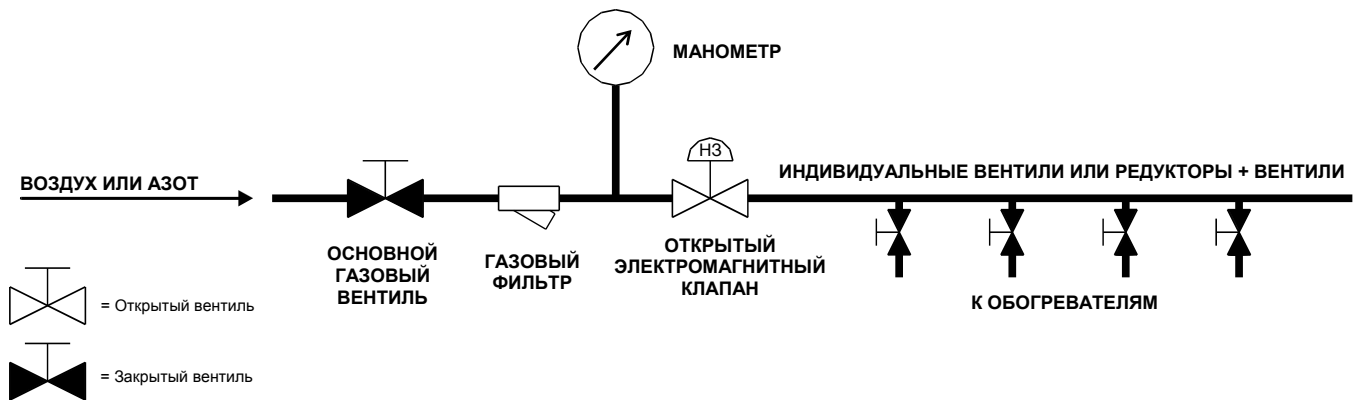 МАНОМЕТР
НЗ
ВОЗДУХ ИЛИ АЗОТ
ИНДИВИДУАЛЬНЫЕ ВЕНТИЛИ ИЛИ РЕДУКТОРЫ + ВЕНТИЛИ
ОСНОВНОЙ
ГАЗОВЫЙ
ВЕНТИЛЬ
ГАЗОВЫЙ
ФИЛЬТР
ОТКРЫТЫЙ
ЭЛЕКТРОМАГНИТНЫЙ
КЛАПАН
К ОБОГРЕВАТЕЛЯМ
= Открытый вентиль
= Закрытый вентиль